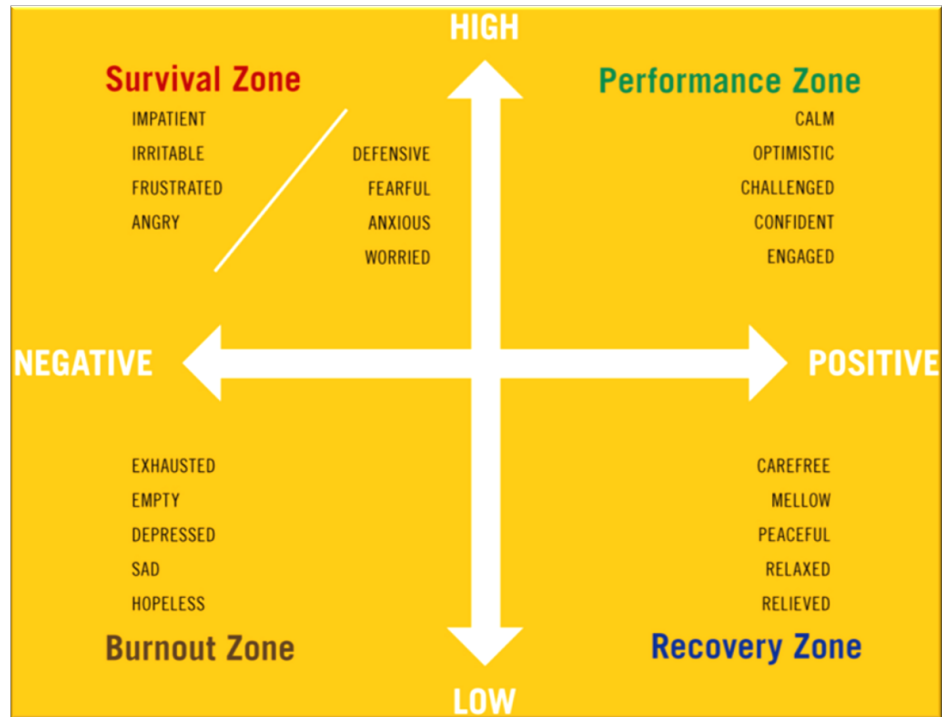 HIGH
Survival Zone
IMPATIENT
IRRITABLE
FRUSTRATED
ANGRY
DEFENSIVE
FEARFUL
ANXIOUS
WORRIED
Performance Zone
CALM
OPTIMISTIC
CHALLENGED
CONFIDENT
ENGAGED
NEGATIVE
POSITIVE
EXHAUSTED
EMPTY
DEPRESSED
SAD
HOPELESS
Burnout Zone
CAREFREE
MELLOW
PEACEFUL
RELAXED
RELIEVED
Recovery Zone
LOW